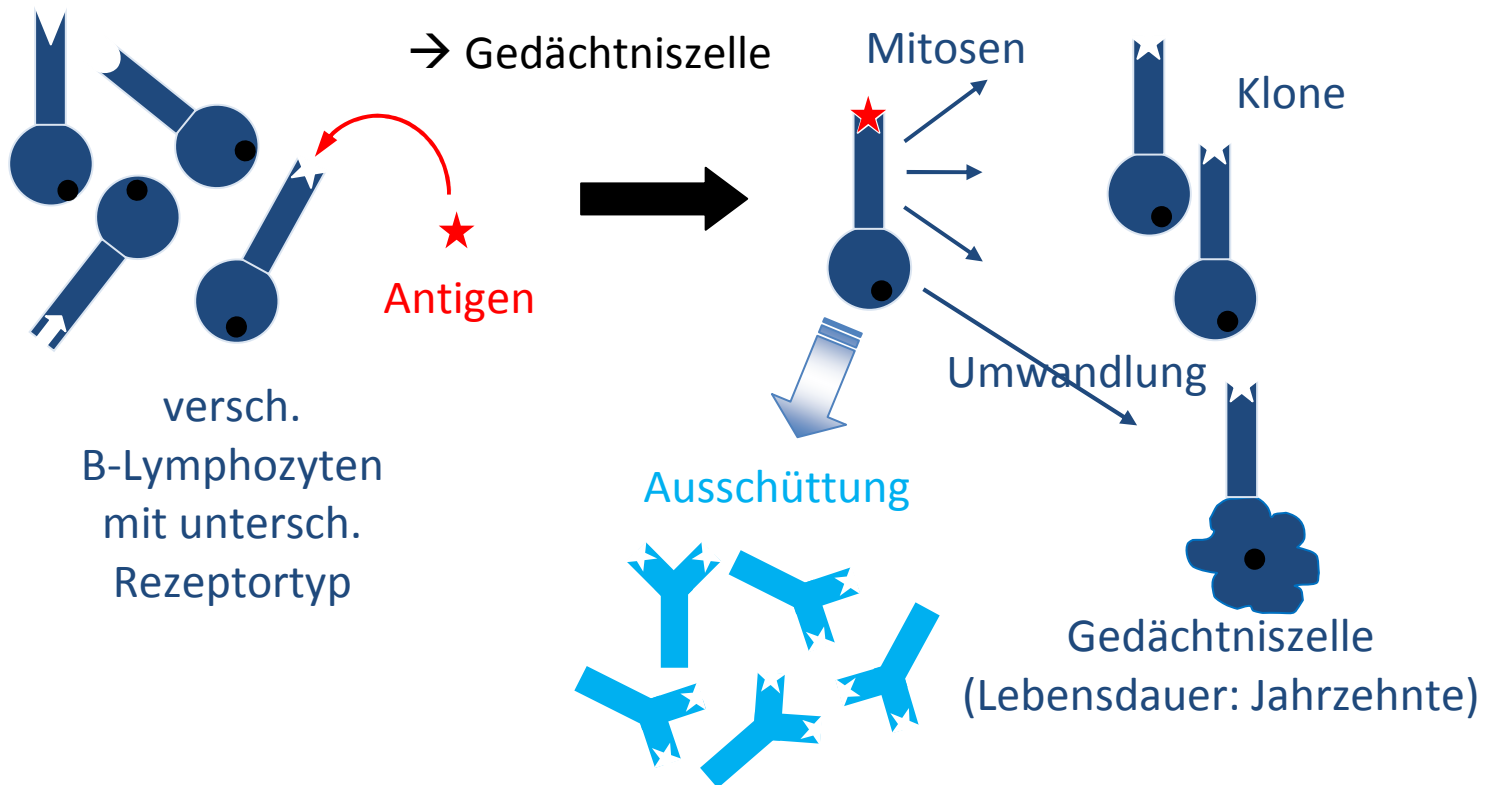 → Gedächtniszelle
Mitosen
Klone
Antigen
Umwandlung
versch.
B-Lymphozyten
mit untersch.
Rezeptortyp
Ausschüttung
Gedächtniszelle
(Lebensdauer: Jahrzehnte)